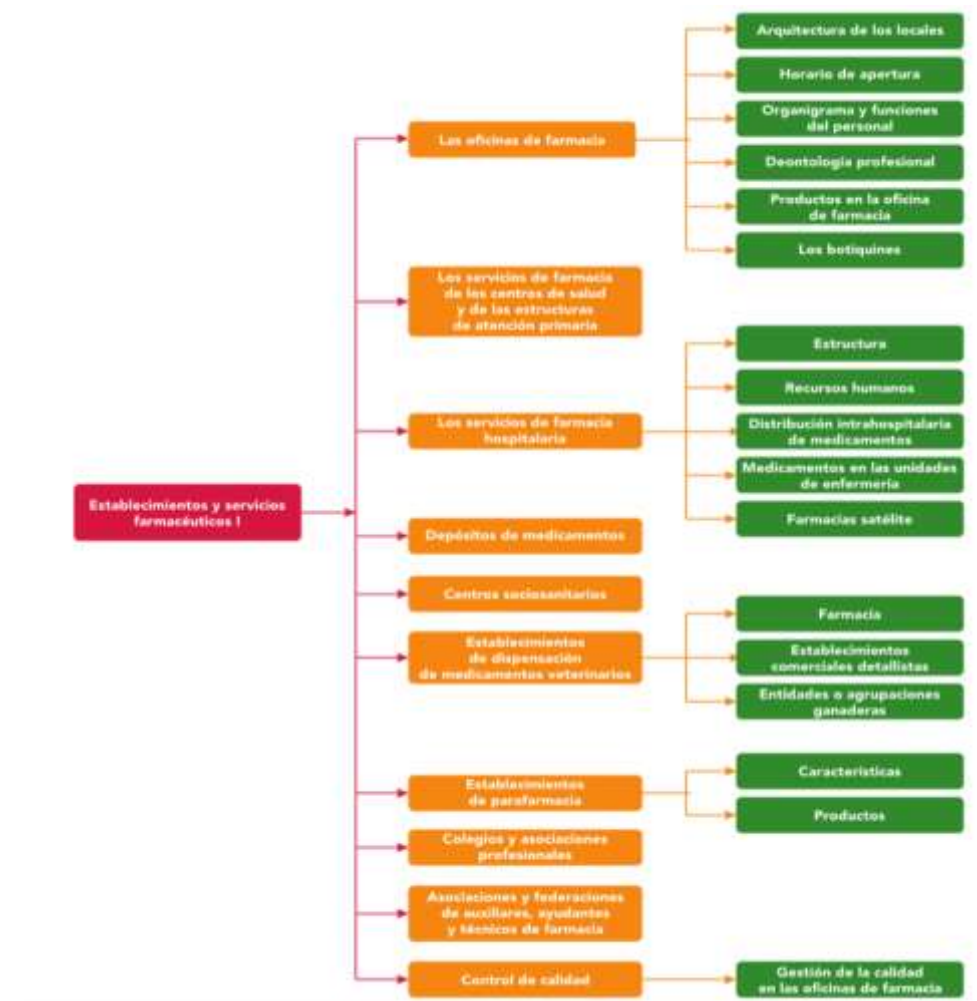 Establecimientos y servicios
farmacéuticos I
Las oficinas de farmacia
Arquitectura de los locales
Horario de apertura
Organigrama y funciones
del personal
Deontología profesional
Productos en la oficina
de farmacia
Los botiquines
Los servicios de farmacia
de los centros de salud
y de las estructuras
de atención primaria
Los servicios de farmacia
hospitalaria
Estructura
Recursos humanos
Distribución intrahospitalaria
de medicamentos
Medicamentos en las unidades
de enfermería
Farmacias satélite
Depósitos de medicamentos
Centros sociosanitarios
Establecimientos
de dispensación
de medicamentos veterinarios
Farmacia
Establecimientos
comerciales detallistas
Entidades o agrupaciones
ganaderas
Establecimientos
de parafarmacia
Características
Productos
Colegios y asociaciones
profesionales
Asociaciones y federaciones
de auxiliares, ayudantes
y técnicos de farmacia
Control de calidad
Gestión de la calidad
en las oficinas de farmacia